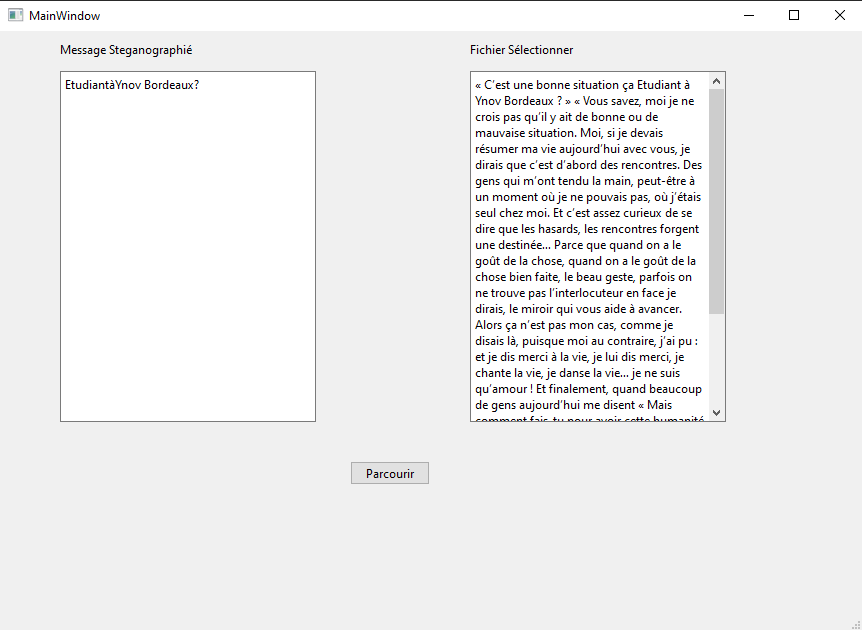 MainWindow
Message Steganographié
EtudiantàYnov Bordeaux?
Fichier Sélectionner
« C’est une bonne situation ça Etudiant à
Ynov Bordeaux ? » « Vous savez, moi je ne
crois pas qu’il y ait de bonne ou de
mauvaise situation. Moi, si je devais
résumer ma vie aujourd’hui avec vous, je
dirais que c’est d’abord des rencontres. Des
gens qui m’ont tendu la main, peut-être à
un moment où je ne pouvais pas, où j’étais
seul chez moi. Et c’est assez curieux de se
dire que les hasards, les rencontres forgent
une destinée... Parce que quand on a le
goût de la chose, quand on a le goût de la
chose bien faite, le beau geste, parfois on
ne trouve pas l’interlocuteur en face je
dirais, le miroir qui vous aide à avancer.
Alors ça n’est pas mon cas, comme je
disais là, puisque moi au contraire, j’ai pu :
et je dis merci à la vie, je lui dis merci, je
chante la vie, je danse la vie... je ne suis
qu’amour ! Et finalement, quand beaucoup
de gens aujourd’hui me disent « Mais
comment fais-tu pour avoir cette humanité
Parcourir